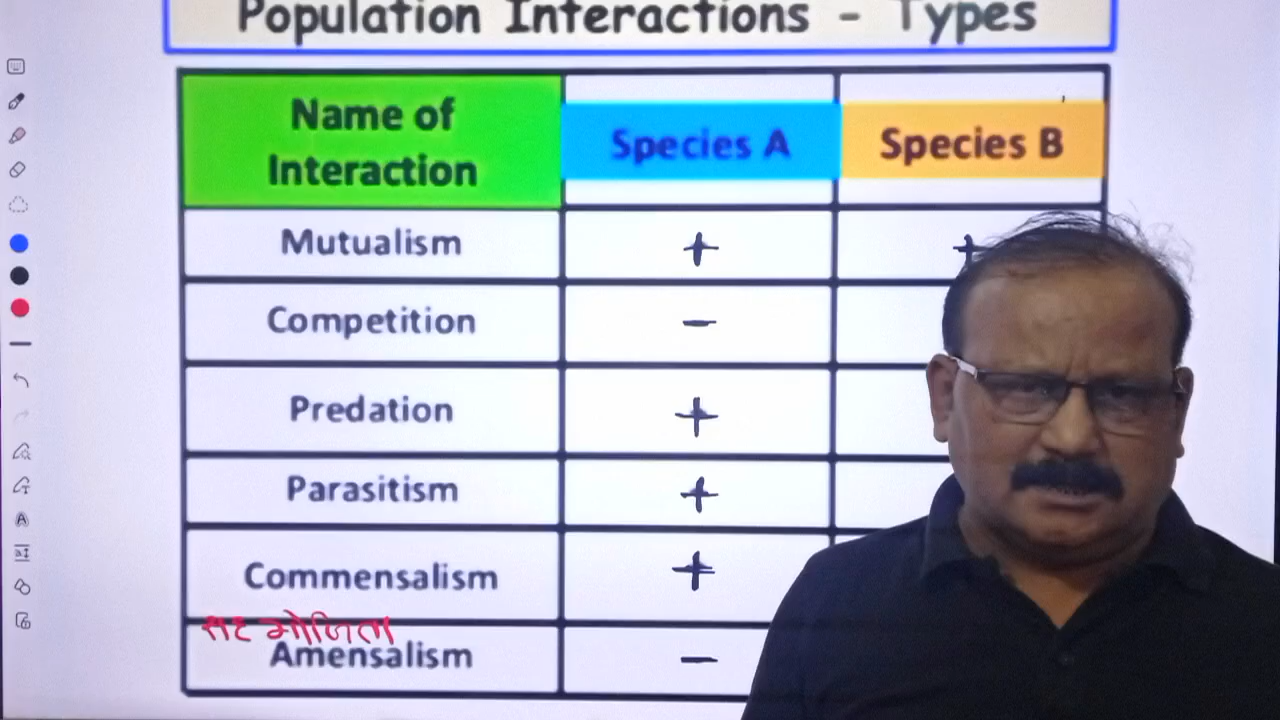 Population Interactions - Types
Name of Interaction Species A Species B
Mutualism + +
Competition −
Predation +
Parasitism +
Commensalism +
सह भोजिता
Amensalism −